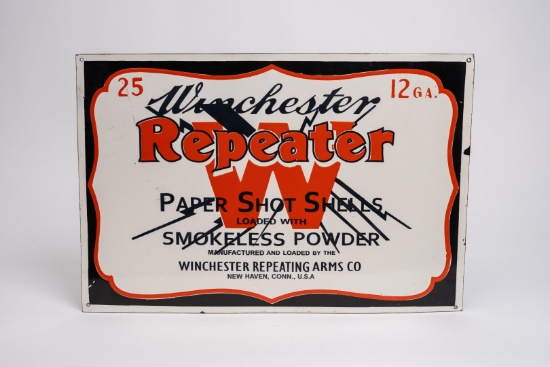 25 Winchester 12 GA.
Repeater
W
PAPER SHOT SHELLS
LOADED WITH
SMOKELESS POWDER
MANUFACTURED AND LOADED BY THE
WINCHESTER REPEATING ARMS CO
NEW HAVEN, CONN., U.S.A